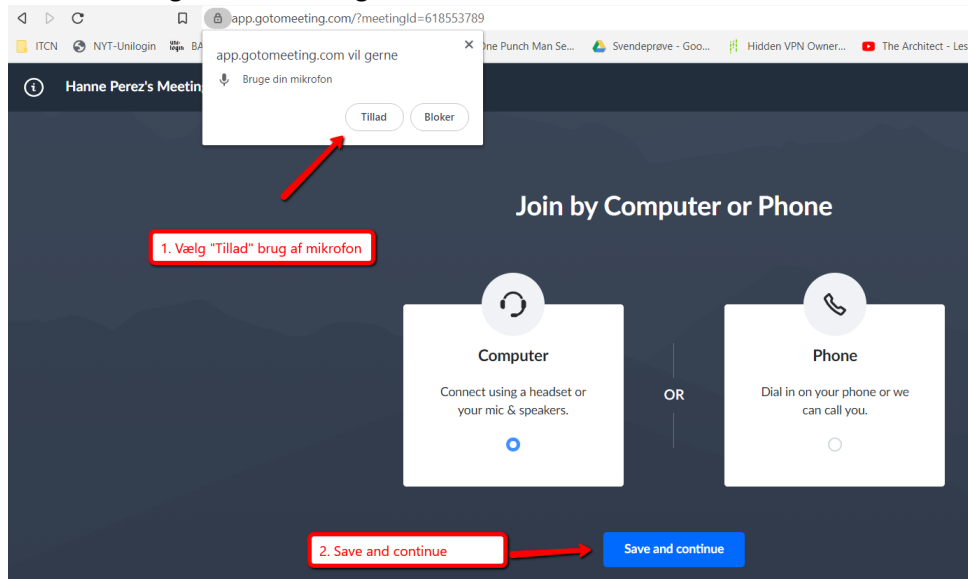 app.gotomeeting.com/?meetingId=618553789
ITCN
NYT-Unilogin
BA
One Punch Man Se...
Svendeprøve - Goo...
Hidden VPN Owner...
The Architect - Les
app.gotomeeting.com vil gerne
Bruge din mikrofon
Tillad
Bloker
Hanne Perez's Meetin
1. Vælg "Tillad" brug af mikrofon
Join by Computer or Phone
Computer
Connect using a headset or
your mic & speakers.
OR
Phone
Dial in on your phone or we
can call you.
2. Save and continue
Save and continue